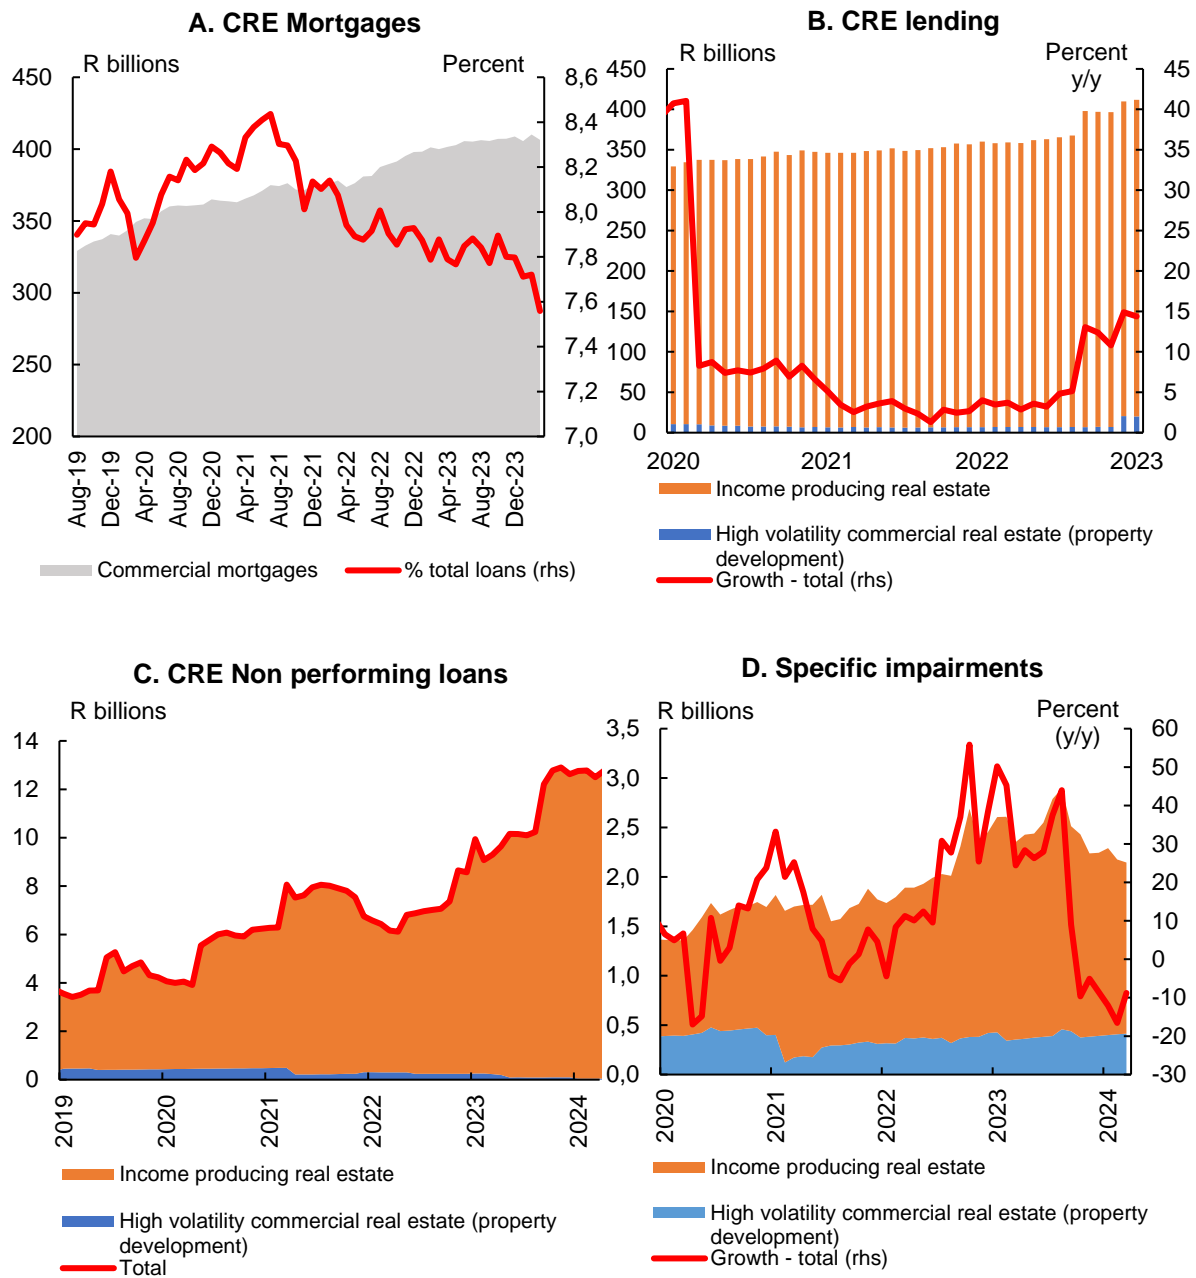 A. CRE Mortgages
R billions
Percent
450
400
350
300
250
200
8,6
8,4
8,2
8,0
7,8
7,6
7,4
7,2
7,0
Aug-19
Dec-19
Apr-20
Aug-20
Dec-20
Apr-21
Aug-21
Dec-21
Apr-22
Aug-22
Dec-22
Apr-23
Aug-23
Dec-23
Commercial mortgages
% total loans (rhs)
B. CRE lending
R billions
Percent
y/y
450
400
350
300
250
200
150
100
50
0
45
40
35
30
25
20
15
10
5
0
2020
2021
2022
2023
Income producing real estate
High volatility commercial real estate (property
development)
Growth - total (rhs)
C. CRE Non performing loans
R billions
14
12
10
8
6
4
2
0
2019
2020
2021
2022
2023
2024
Income producing real estate
High volatility commercial real estate (property
development)
Total
D. Specific impairments
R billions
Percent
(y/y)
3,5
3,0
2,5
2,0
1,5
1,0
0,5
0,0
60
50
40
30
20
10
0
-10
-20
-30
2020
2021
2022
2023
2024
Income producing real estate
High volatility commercial real estate (property
development)
Growth - total (rhs)